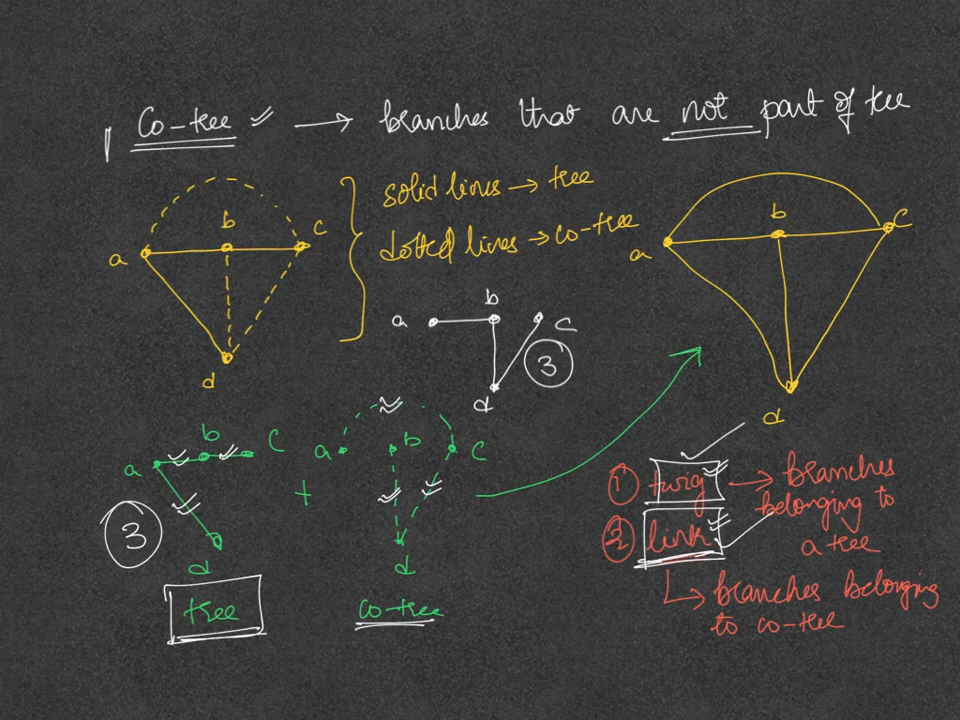 Co-tree → branches that are not part of tree
solid lines → tree
dotted lines → co-tree
a b c d
a b c d
a b c d
3
a b c d
3
tree
+
a b c d
co-tree
① twig → branches
belonging to
a tree
② link
↳ branches belonging
to co-tree